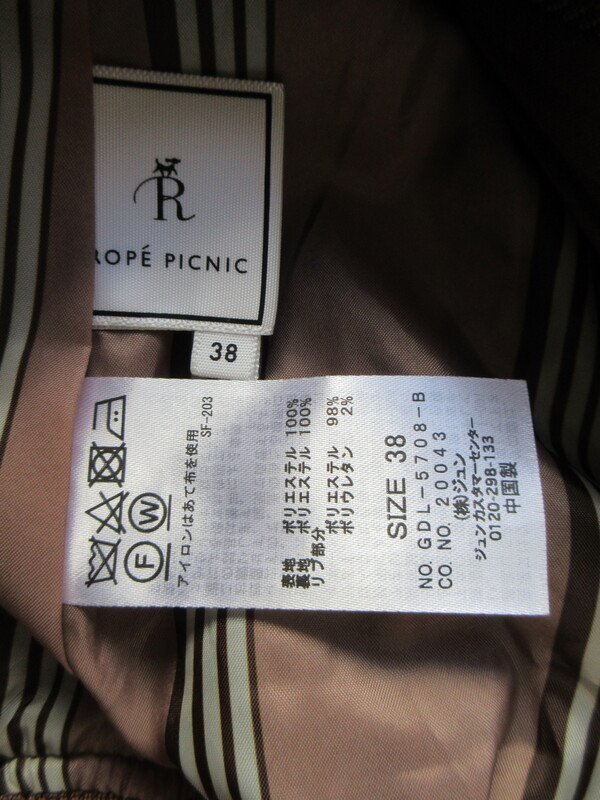 R
ROPÉ PICNIC
38
F W
アイロンはあて布を使用
SF-203
表地 ポリエステル 100%
裏地 ポリエステル 100%
リブ部分
ポリエステル 98%
ポリウレタン 2%
SIZE 38
NO. GDL-5708-B
CO. NO. 20043
(株)ジュン
ジュンカスタマーセンター
0120-298-133
中国製